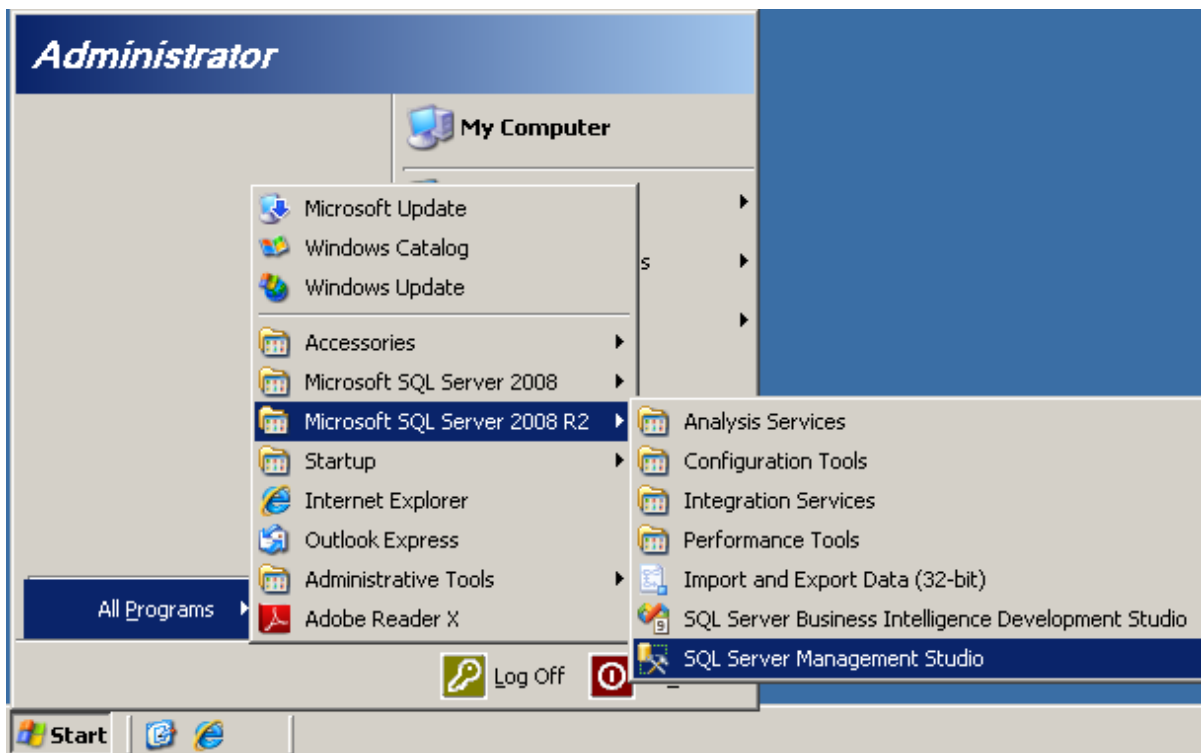 Administrator
My Computer
Microsoft Update
Windows Catalog
s
Windows Update
Accessories
Microsoft SQL Server 2008
Microsoft SQL Server 2008 R2
Analysis Services
Startup
Configuration Tools
Internet Explorer
Integration Services
Outlook Express
Performance Tools
Administrative Tools
Import and Export Data (32-bit)
All Programs
Adobe Reader X
SQL Server Business Intelligence Development Studio
SQL Server Management Studio
Log Off
Start